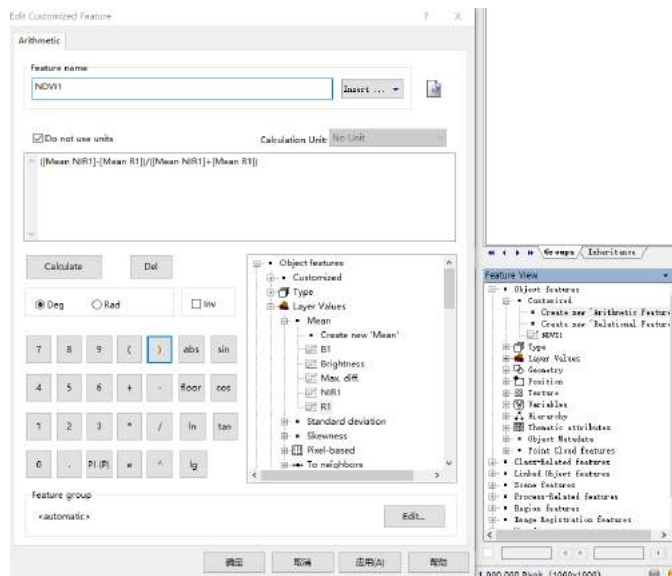 Edit Customized Feature
? X
Arithmetic
Feature name
NDVI1
Insert ...
Do not use units
Calculation Unit: No Unit
([Mean NIR1]-[Mean R1])/([Mean NIR1]+[Mean R1])
Calculate
Del
Deg
Rad
Inv
7 8 9 ( ) abs sin
4 5 6 + - floor cos
1 2 3 * / ln tan
0 . PI (P) e ^ lg
Object features
Customized
Type
Layer Values
Mean
Create new 'Mean'
B1
Brightness
Max. diff.
NIR1
R1
Standard deviation
Skewness
Pixel-based
To neighbors
Feature group
<automatic>
Edit...
确定
取消
应用(A)
帮助
Groups
Inheritance
Feature View
Object features
Customized
Create new 'Arithmetic Feature
Create new 'Relational Feature
NDVI1
Type
Layer Values
Geometry
Position
Texture
Variables
Hierarchy
Thematic attributes
Object Metadata
Point Cloud features
Class-Related features
Linked Object features
Scene features
Process-Related features
Region features
Image Registration features
1,000,000 Pixels (1000x1000)